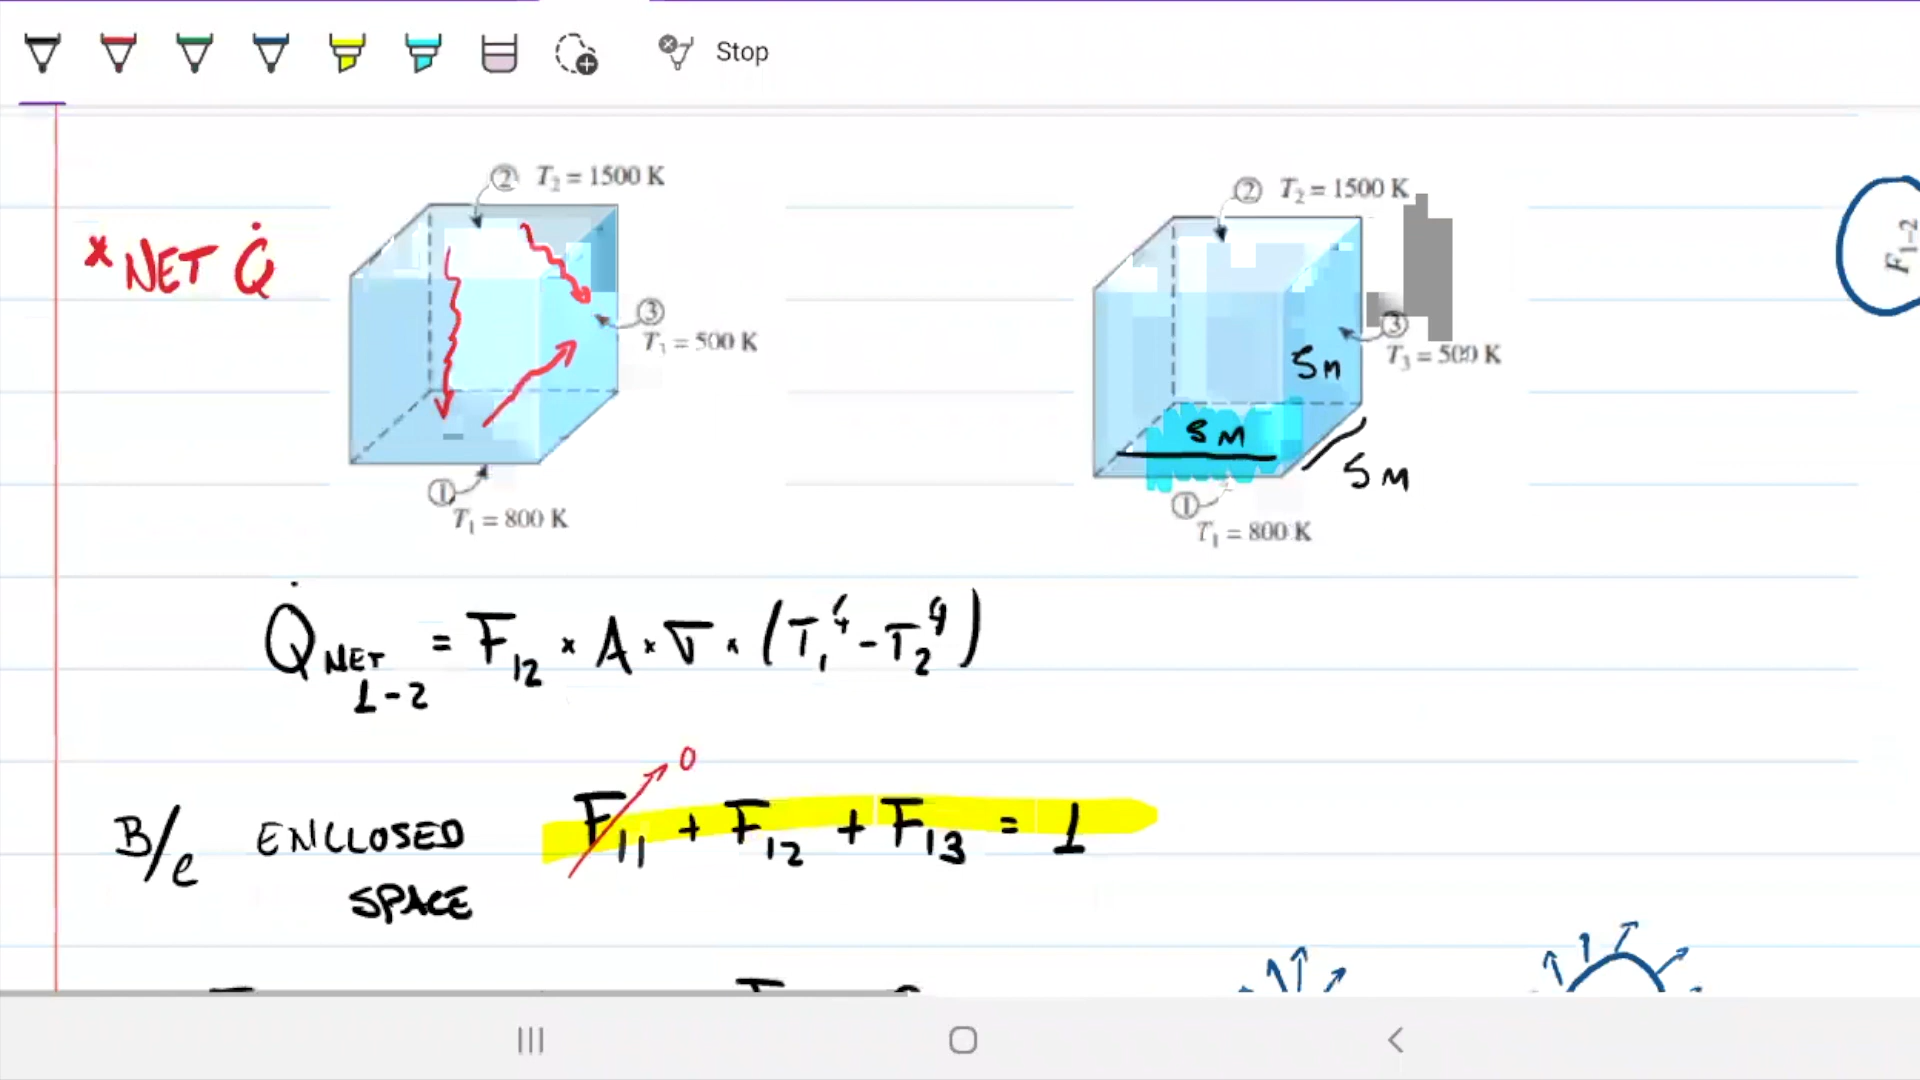 Stop
② T₂ = 1500 K
* NET Q̇
③
T₃ = 500 K
①
T₁ = 800 K
② T₂ = 1500 K
③
T₃ = 500 K
5m
5m
5m
①
T₁ = 800 K
F₁₋₂
Q̇ NET 1-2 = F₁₂ × A × σ × (T₁⁴ - T₂⁴)
B/c ENCLOSED SPACE
F₁₁ + F₁₂ + F₁₃ = 1
0